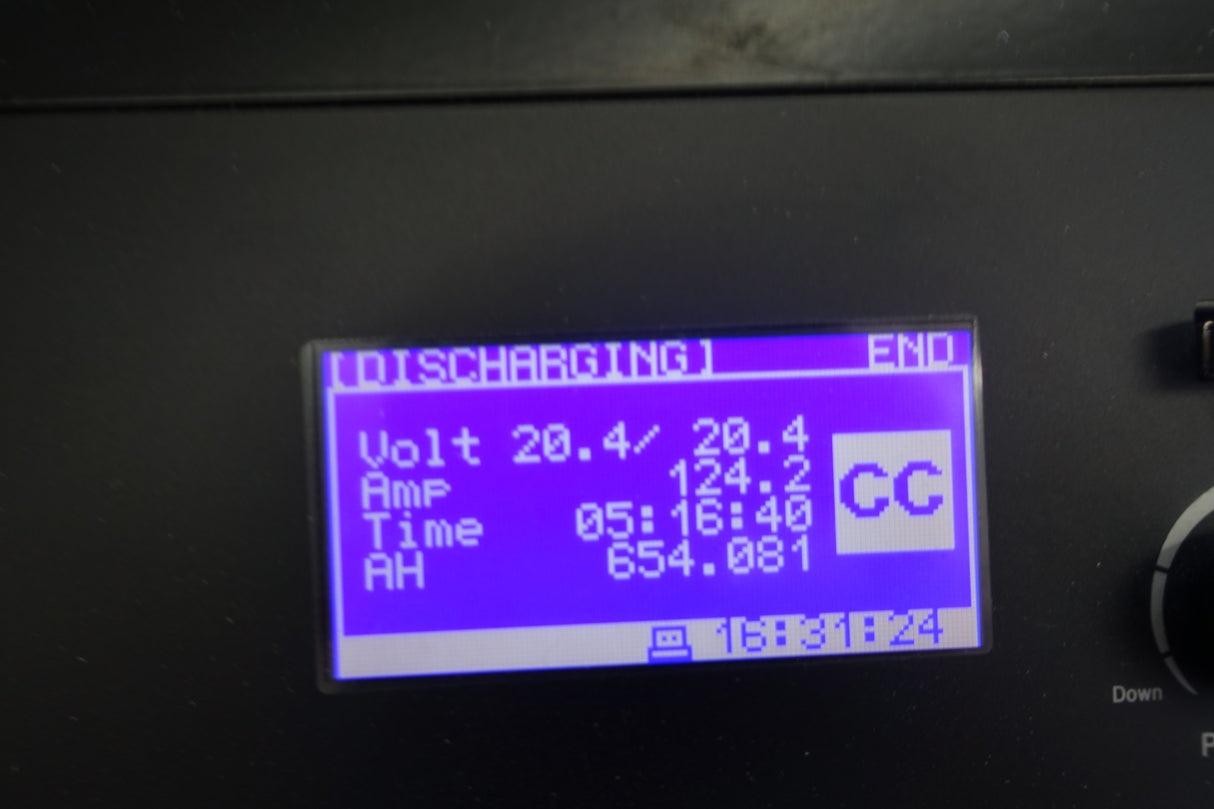 [DISCHARGING] END
Volt 20.4/ 20.4
Amp 124.2
Time 05:16:40
AH 654.081
CC
16:31:24
Down